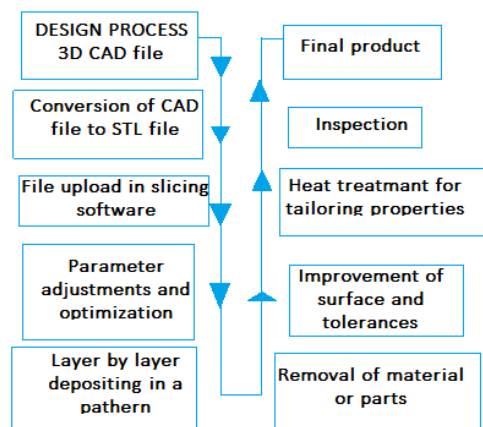 DESIGN PROCESS
3D CAD file
Conversion of CAD
file to STL file
File upload in slicing
software
Parameter
adjustments and
optimization
Layer by layer
depositing in a
pathern
Final product
Inspection
Heat treatmant for
tailoring properties
Improvement of
surface and
tolerances
Removal of material
or parts